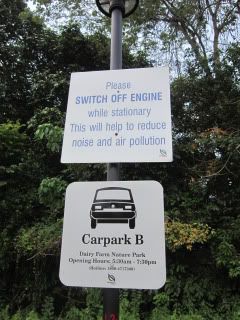 Please
SWITCH OFF ENGINE
while stationary
This will help to reduce
noise and air pollution
Carpark B
Dairy Farm Nature Park
Opening Hours: 5:30am - 7:30pm